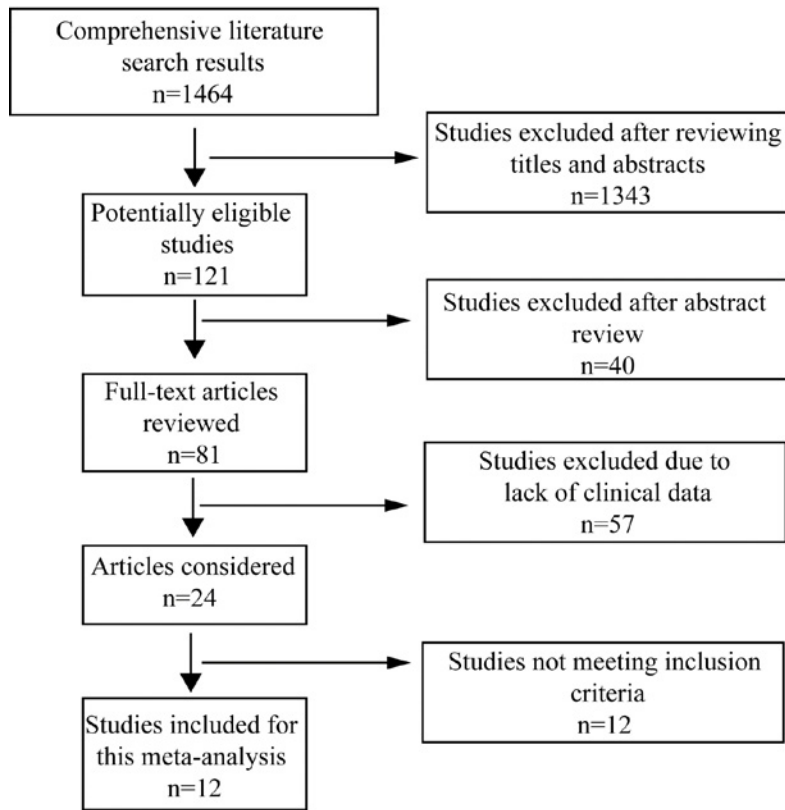 Comprehensive literature
search results
n=1464
Studies excluded after reviewing
titles and abstracts
n=1343
Potentially eligible
studies
n=121
Studies excluded after abstract
review
n=40
Full-text articles
reviewed
n=81
Studies excluded due to
lack of clinical data
n=57
Articles considered
n=24
Studies not meeting inclusion
criteria
n=12
Studies included for
this meta-analysis
n=12